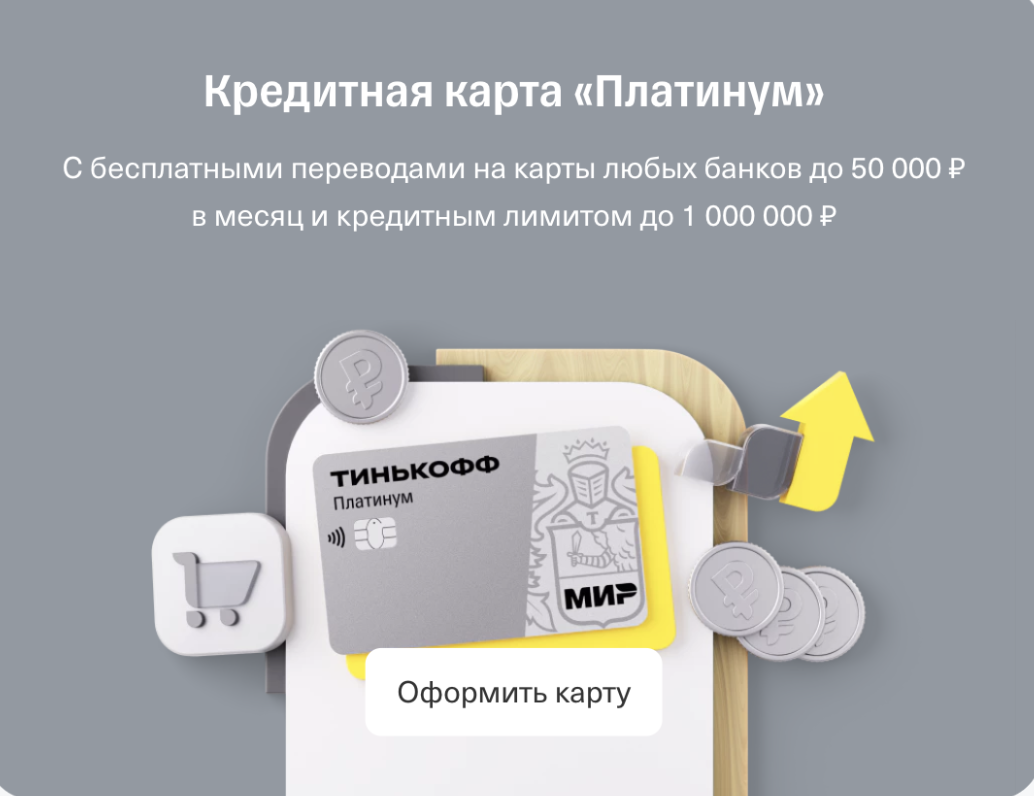 Кредитная карта «Платинум»
С бесплатными переводами на карты любых банков до 50 000 ₽
в месяц и кредитным лимитом до 1 000 000 ₽
ТИНЬКОФФ
Платинум
Т
МИР
Оформить карту